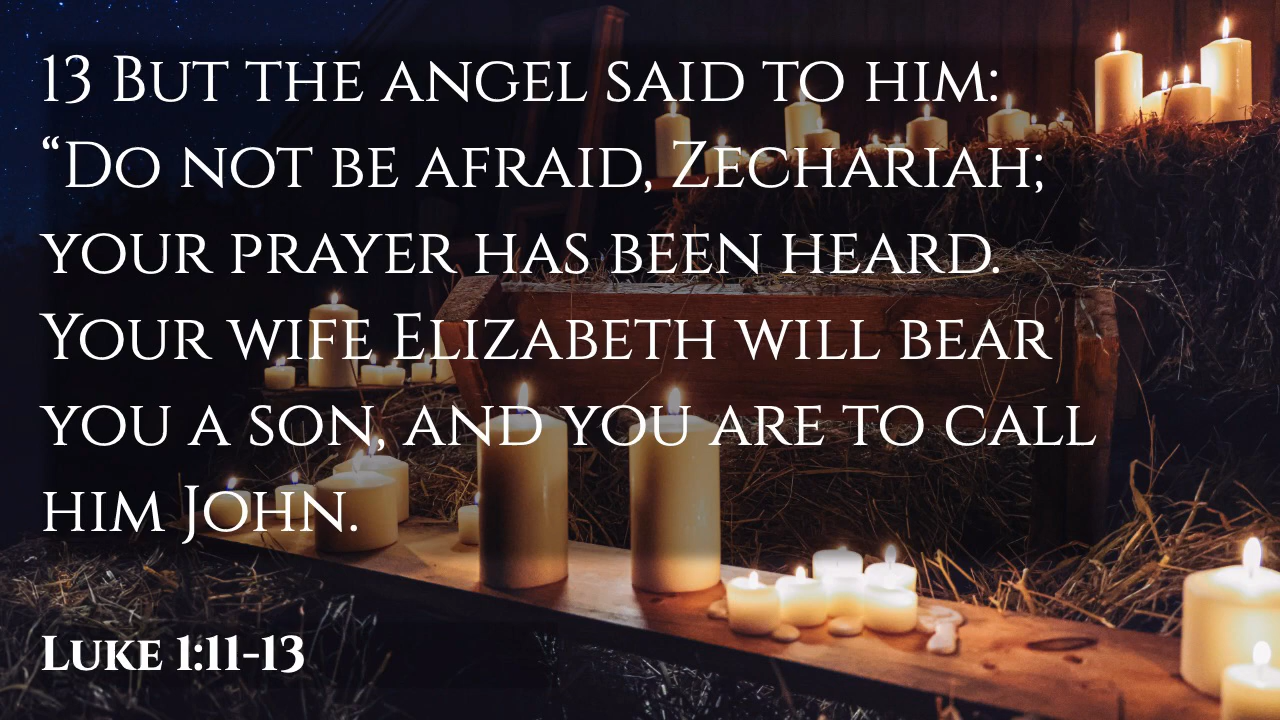 13 But the angel said to him:
“Do not be afraid, Zechariah;
your prayer has been heard.
Your wife Elizabeth will bear
you a son, and you are to call
him John.
Luke 1:11-13